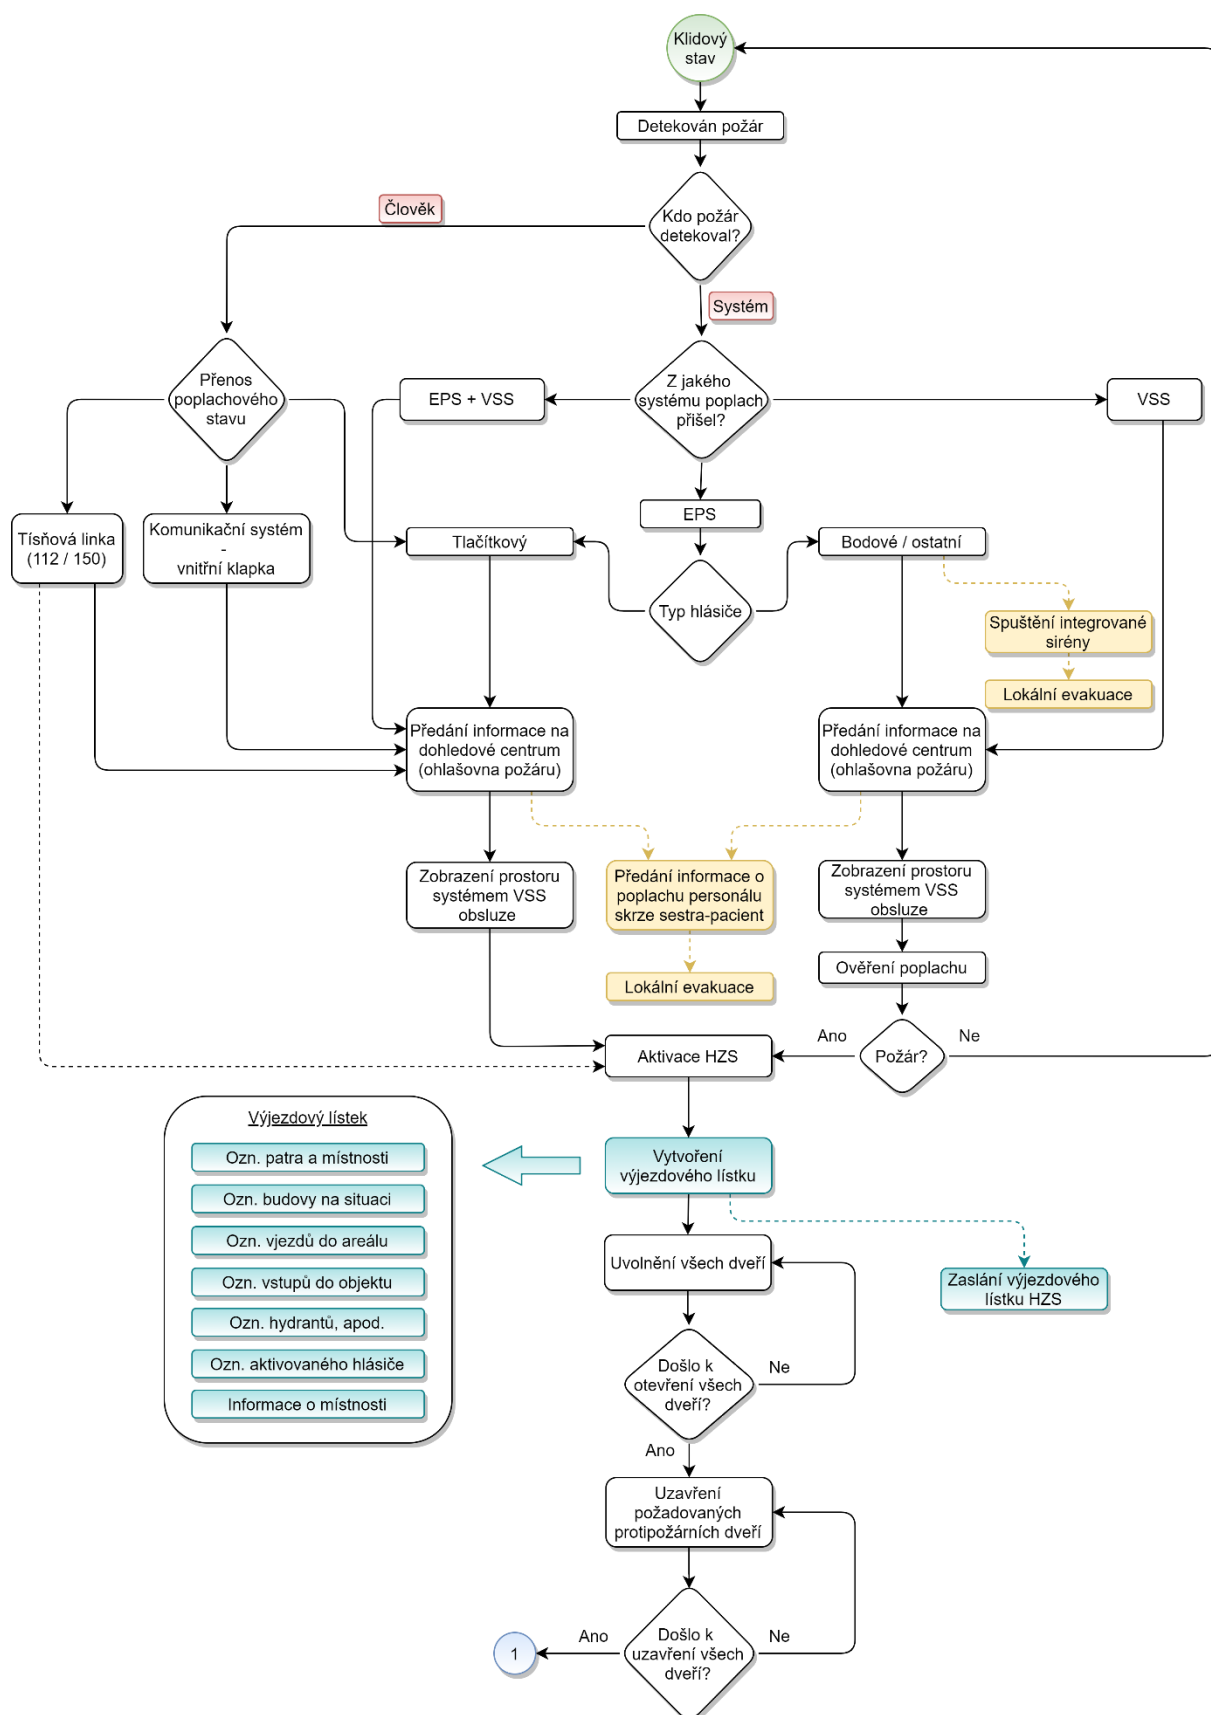 Klidový
stav
Detekován požár
Člověk
Kdo požár
detekoval?
Systém
Přenos
poplachového
stavu
EPS + VSS
Z jakého
systému poplach
přišel?
VSS
Tísňová linka
(112 / 150)
Komunikační systém
-
vnitřní klapka
Tlačítkový
EPS
Bodové / ostatní
Typ hlásiče
Spuštění integrované
sirény
Lokální evakuace
Předání informace na
dohledové centrum
(ohlašovna požáru)
Předání informace na
dohledové centrum
(ohlašovna požáru)
Zobrazení prostoru
systémem VSS
obsluze
Předání informace o
poplachu personálu
skrze sestra-pacient
Zobrazení prostoru
systémem VSS
obsluze
Lokální evakuace
Ověření poplachu
Aktivace HZS
Ano
Požár?
Ne
Výjezdový lístek
Ozn. patra a místnosti
Ozn. budovy na situaci
Ozn. vjezdů do areálu
Ozn. vstupů do objektu
Ozn. hydrantů, apod.
Ozn. aktivovaného hlásiče
Informace o místnosti
Vytvoření
výjezdového lístku
Uvolnění všech dveří
Zaslání výjezdového
lístku HZS
Došlo k
otevření všech
dveří?
Ne
Ano
Uzavření
požadovaných
protipožárních dveří
1
Ano
Došlo k
uzavření všech
dveří?
Ne